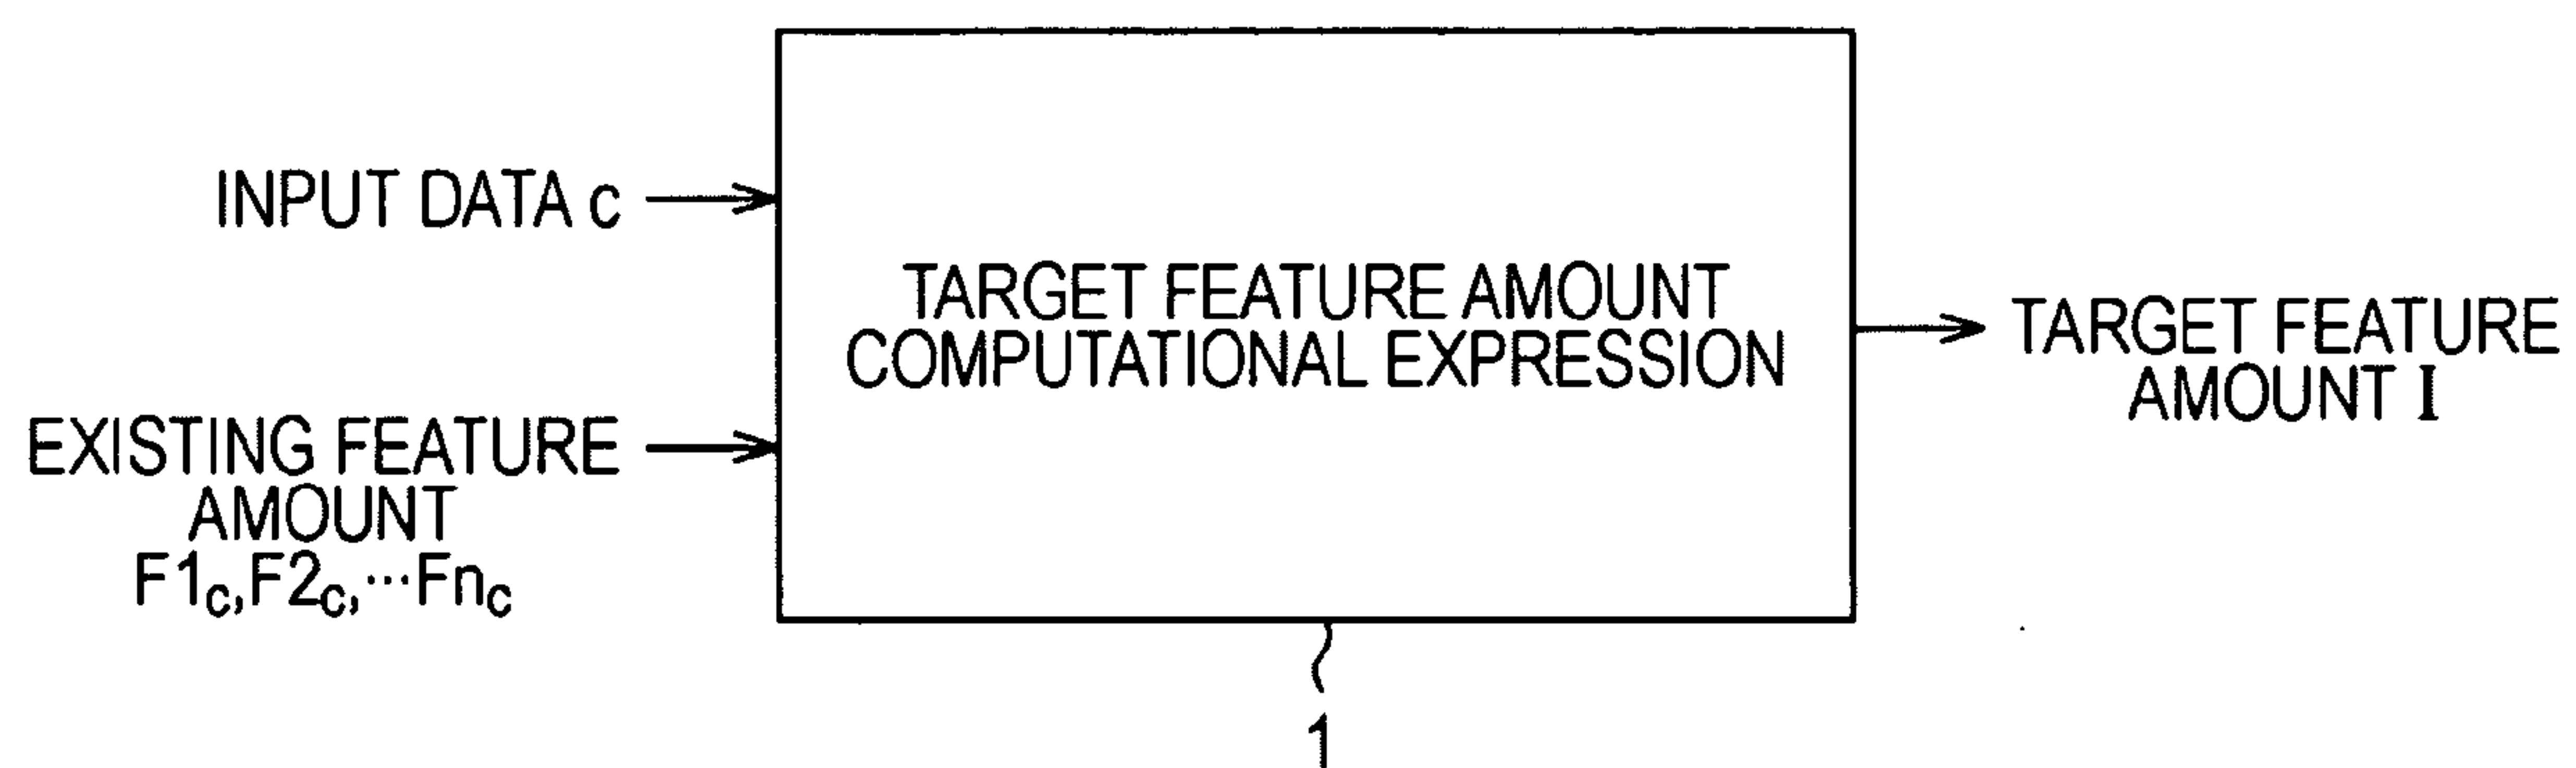 INPUT DATA c
EXISTING FEATURE
AMOUNT
F1c,F2c,···Fnc
TARGET FEATURE AMOUNT
COMPUTATIONAL EXPRESSION
TARGET FEATURE
AMOUNT I
1